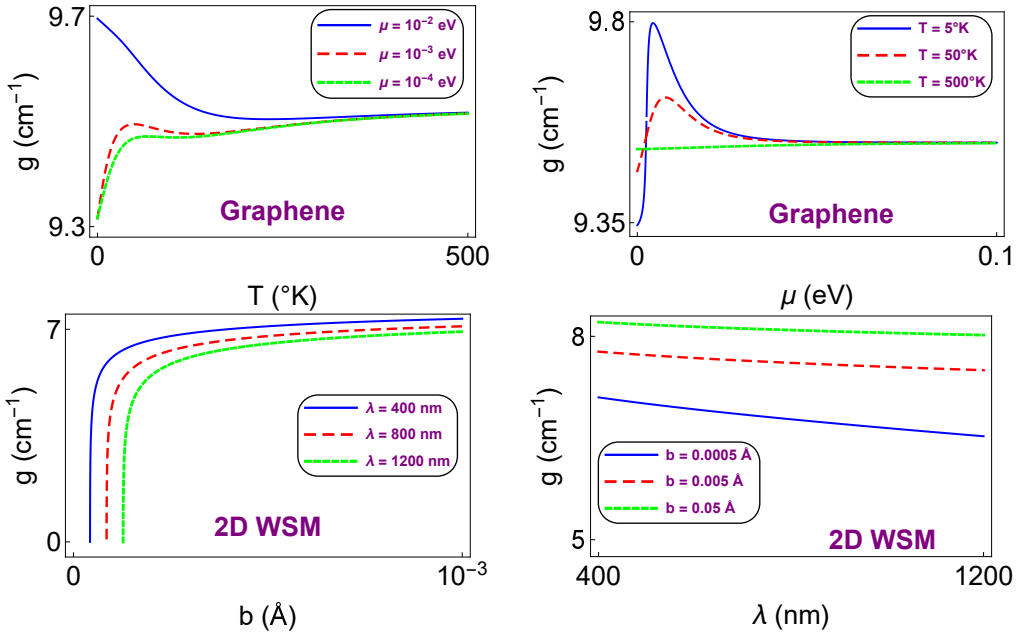 9.7
9.3
g (cm⁻¹)
μ = 10⁻² eV
μ = 10⁻³ eV
μ = 10⁻⁴ eV
Graphene
0
500
T (°K)
9.8
9.35
g (cm⁻¹)
T = 5°K
T = 50°K
T = 500°K
Graphene
0
0.1
μ (eV)
7
0
g (cm⁻¹)
λ = 400 nm
λ = 800 nm
λ = 1200 nm
2D WSM
0
10⁻³
b (Å)
8
5
g (cm⁻¹)
b = 0.0005 Å
b = 0.005 Å
b = 0.05 Å
2D WSM
400
1200
λ (nm)